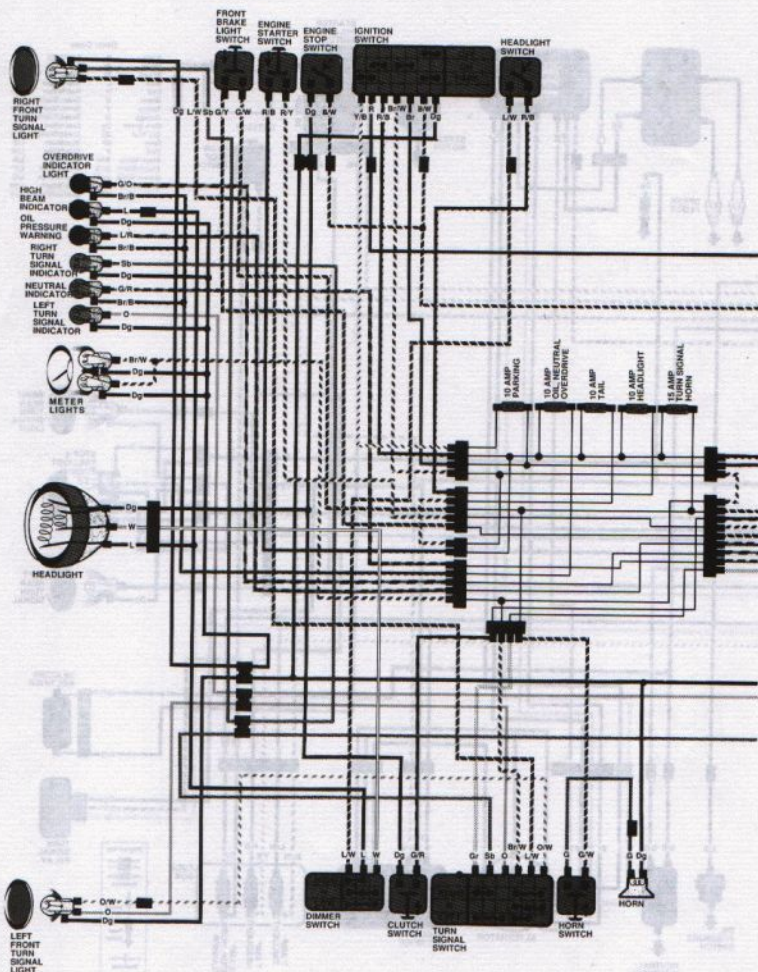 FRONT
BRAKE
LIGHT
SWITCH
ENGINE
STARTER
SWITCH
ENGINE
STOP
SWITCH
IGNITION
SWITCH
HEADLIGHT
SWITCH
RIGHT
FRONT
TURN
SIGNAL
LIGHT
Dg L/W Sb G/Y G/W R/B R/Y Dg B/W Y/B R R/B Br/W Br B/W Dg L/W R/B
OVERDRIVE
INDICATOR
LIGHT
G/O
Br/B
HIGH
BEAM
INDICATOR
L
Dg
OIL
PRESSURE
WARNING
L/R
Br/B
RIGHT
TURN
SIGNAL
INDICATOR
Sb
Dg
NEUTRAL
INDICATOR
G/R
Br/B
LEFT
TURN
SIGNAL
INDICATOR
O
Dg
Br/W
Dg
Dg
METER
LIGHTS
10 AMP
PARKING
10 AMP
OIL, NEUTRAL
OVERDRIVE
10 AMP
TAIL
10 AMP
HEADLIGHT
15 AMP
TURN SIGNAL
HORN
Dg
W
L
HEADLIGHT
L/W L W Dg G/R Gr Sb O Br/W L/W O/W G G/W G Dg
O/W
O
Dg
LEFT
FRONT
TURN
SIGNAL
LIGHT
DIMMER
SWITCH
CLUTCH
SWITCH
TURN
SIGNAL
SWITCH
HORN
SWITCH
HORN